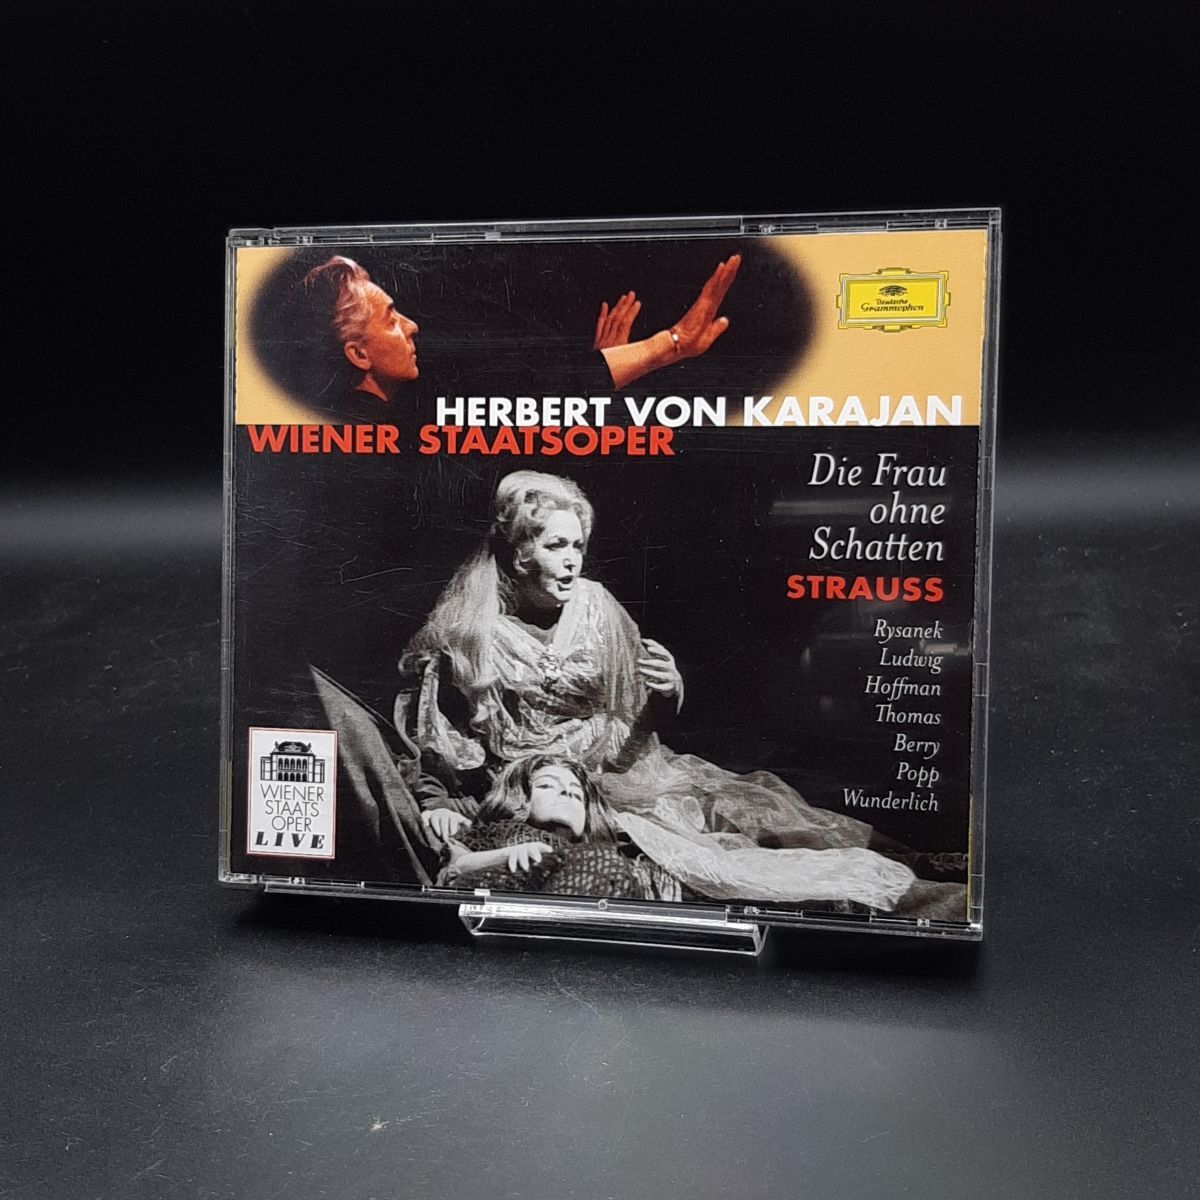 Deutsche
Grammophon
HERBERT VON KARAJAN
WIENER STAATSOPER
Die Frau
ohne
Schatten
STRAUSS
Rysanek
Ludwig
Hoffman
Thomas
Berry
Popp
Wunderlich
WIENER
STAATS
OPER
LIVE